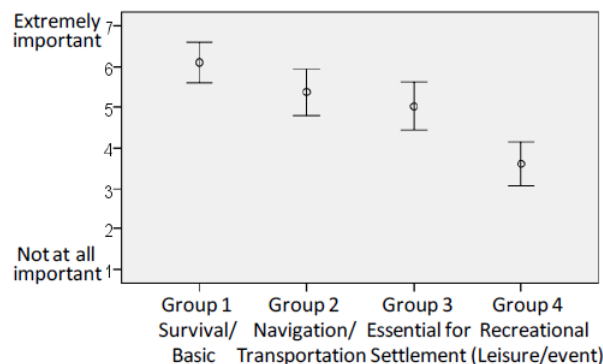 Extremely
important
7
6
5
4
3
2
Not at all
important 1
Group 1 Group 2 Group 3 Group 4
Survival/ Navigation/ Essential for Recreational
Basic Transportation Settlement (Leisure/event)